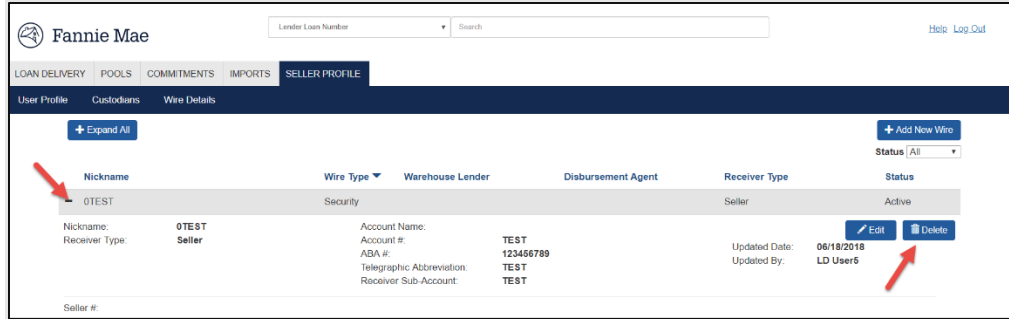 Fannie Mae
Lender Loan Number Search
Help Log Out
LOAN DELIVERY POOLS COMMITMENTS IMPORTS SELLER PROFILE
User Profile Custodians Wire Details
+ Expand All + Add New Wire
Status All
Nickname Wire Type Warehouse Lender Disbursement Agent Receiver Type Status
0TEST Security Seller Active
Nickname: 0TEST Account Name: Edit Delete
Receiver Type: Seller Account #: TEST Updated Date: 06/18/2018
ABA #: 123456789 Updated By: LD User5
Telegraphic Abbreviation: TEST
Receiver Sub-Account: TEST
Seller #: